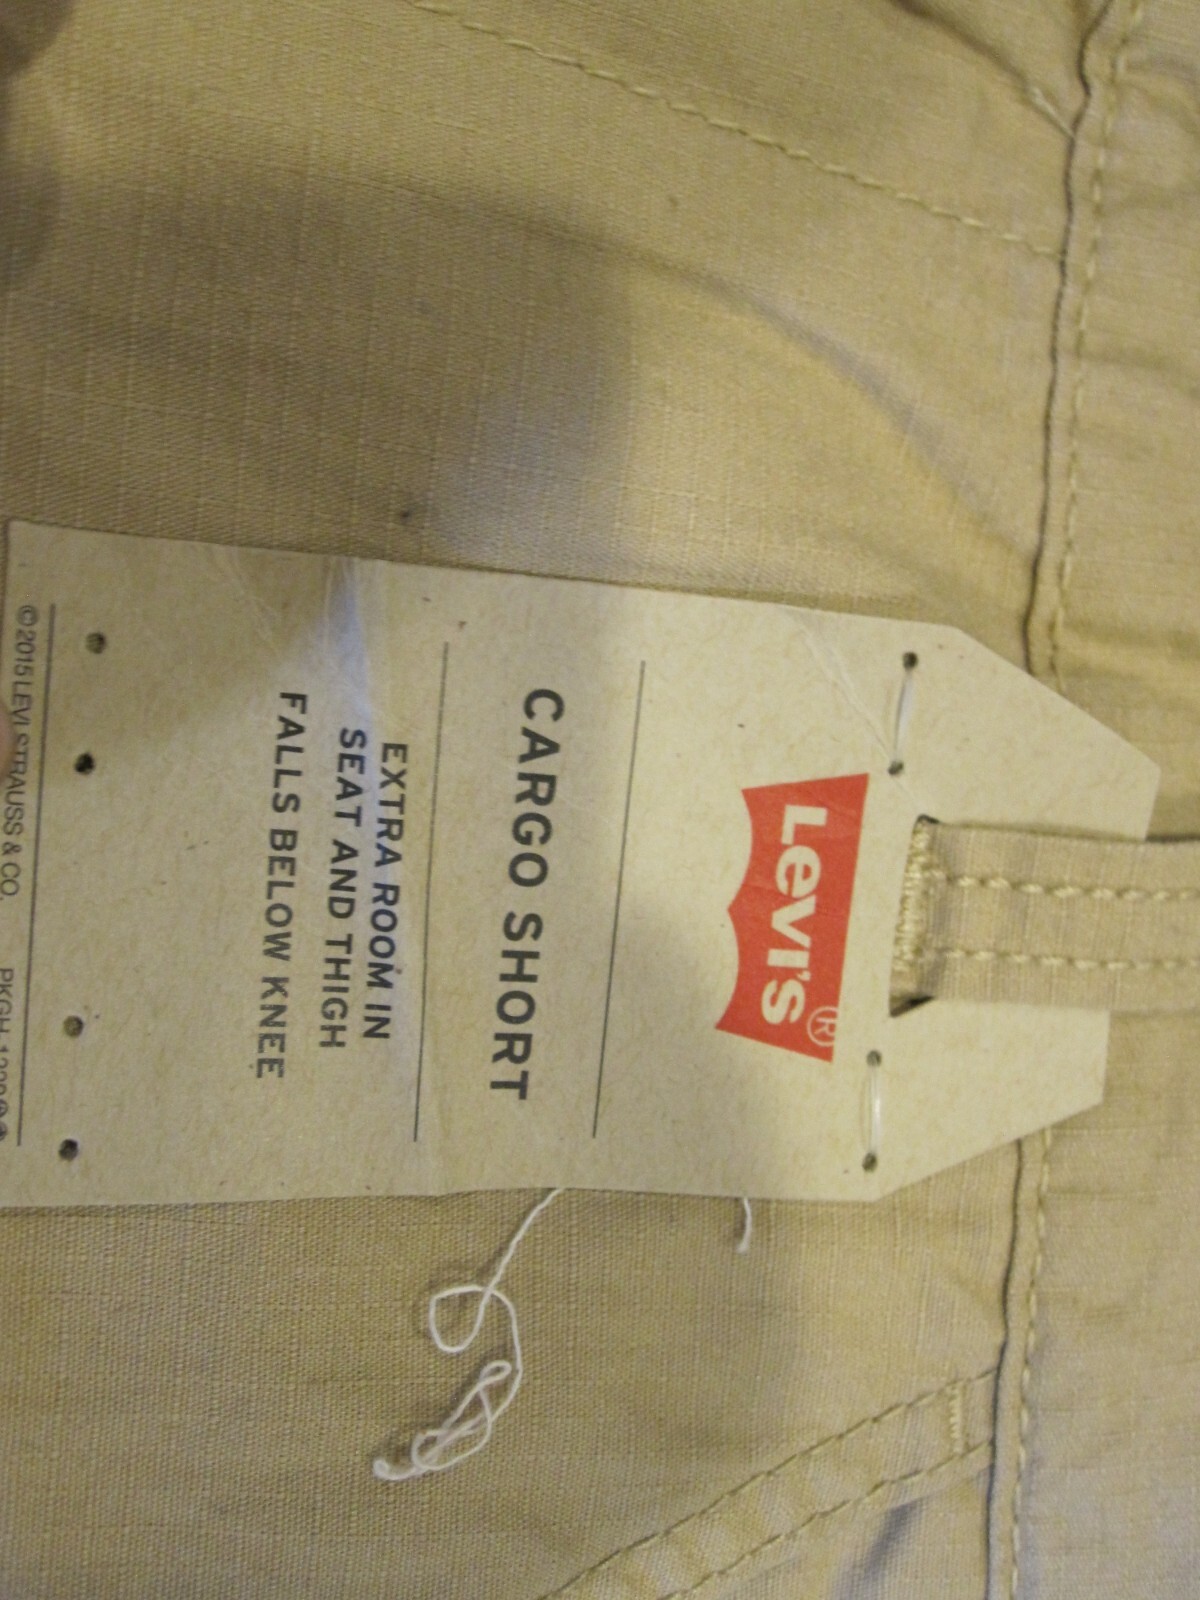 LEVI'S®
CARGO SHORT
EXTRA ROOM IN
SEAT AND THIGH
FALLS BELOW KNEE
©2015 LEVI STRAUSS & CO.